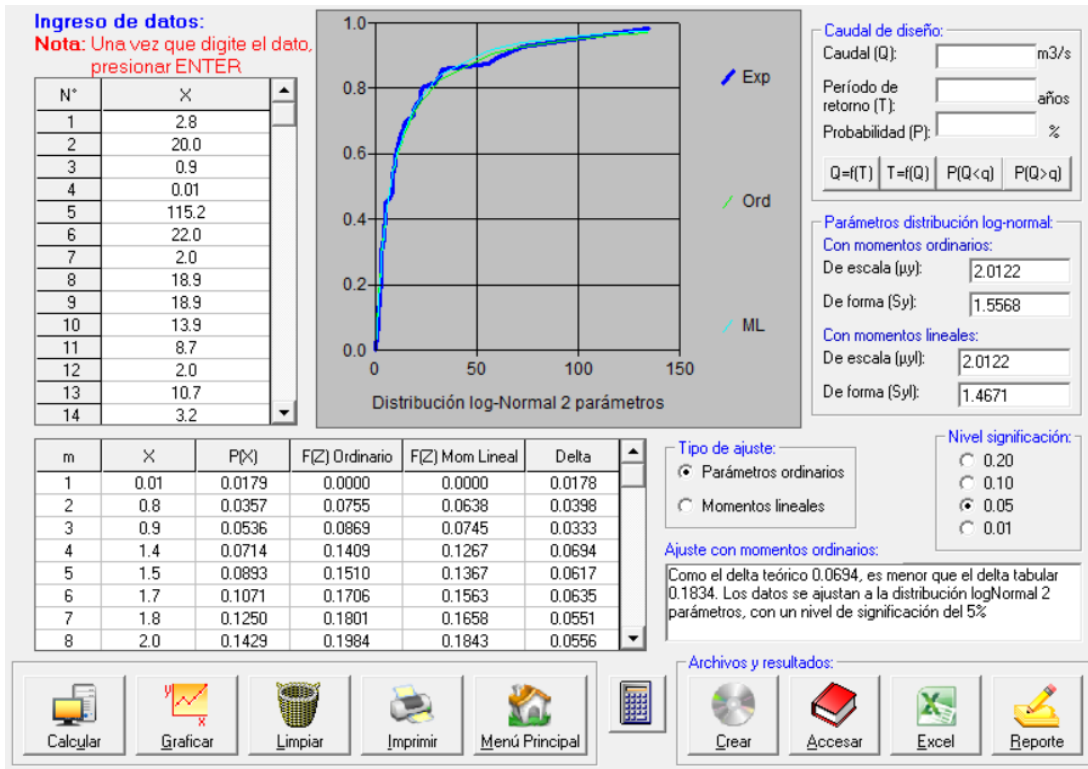 Ingreso de datos:
Nota: Una vez que digite el dato,
presionar ENTER
N° X
1 2.8
2 20.0
3 0.9
4 0.01
5 115.2
6 22.0
7 2.0
8 18.9
9 18.9
10 13.9
11 8.7
12 2.0
13 10.7
14 3.2
1.0
0.8
0.6
0.4
0.2
0.0
0 50 100 150
Distribución log-Normal 2 parámetros
Exp
Ord
ML
Caudal de diseño:
Caudal (Q): m3/s
Período de
retorno (T): años
Probabilidad (P): %
Q=f(T) T=f(Q) P(Q<q) P(Q>q)
Parámetros distribución log-normal:
Con momentos ordinarios:
De escala (μy): 2.0122
De forma (Sy): 1.5568
Con momentos lineales:
De escala (μyl): 2.0122
De forma (Syl): 1.4671
m X P(X) F(Z) Ordinario F(Z) Mom Lineal Delta
1 0.01 0.0179 0.0000 0.0000 0.0178
2 0.8 0.0357 0.0755 0.0638 0.0398
3 0.9 0.0536 0.0869 0.0745 0.0333
4 1.4 0.0714 0.1409 0.1267 0.0694
5 1.5 0.0893 0.1510 0.1367 0.0617
6 1.7 0.1071 0.1706 0.1563 0.0635
7 1.8 0.1250 0.1801 0.1658 0.0551
8 2.0 0.1429 0.1984 0.1843 0.0556
Tipo de ajuste:
Parámetros ordinarios
Momentos lineales
Nivel significación:
0.20
0.10
0.05
0.01
Ajuste con momentos ordinarios:
Como el delta teórico 0.0694, es menor que el delta tabular
0.1834. Los datos se ajustan a la distribución logNormal 2
parámetros, con un nivel de significación del 5%
Calcular Graficar Limpiar Imprimir Menú Principal
Archivos y resultados:
Crear Accesar Excel Reporte